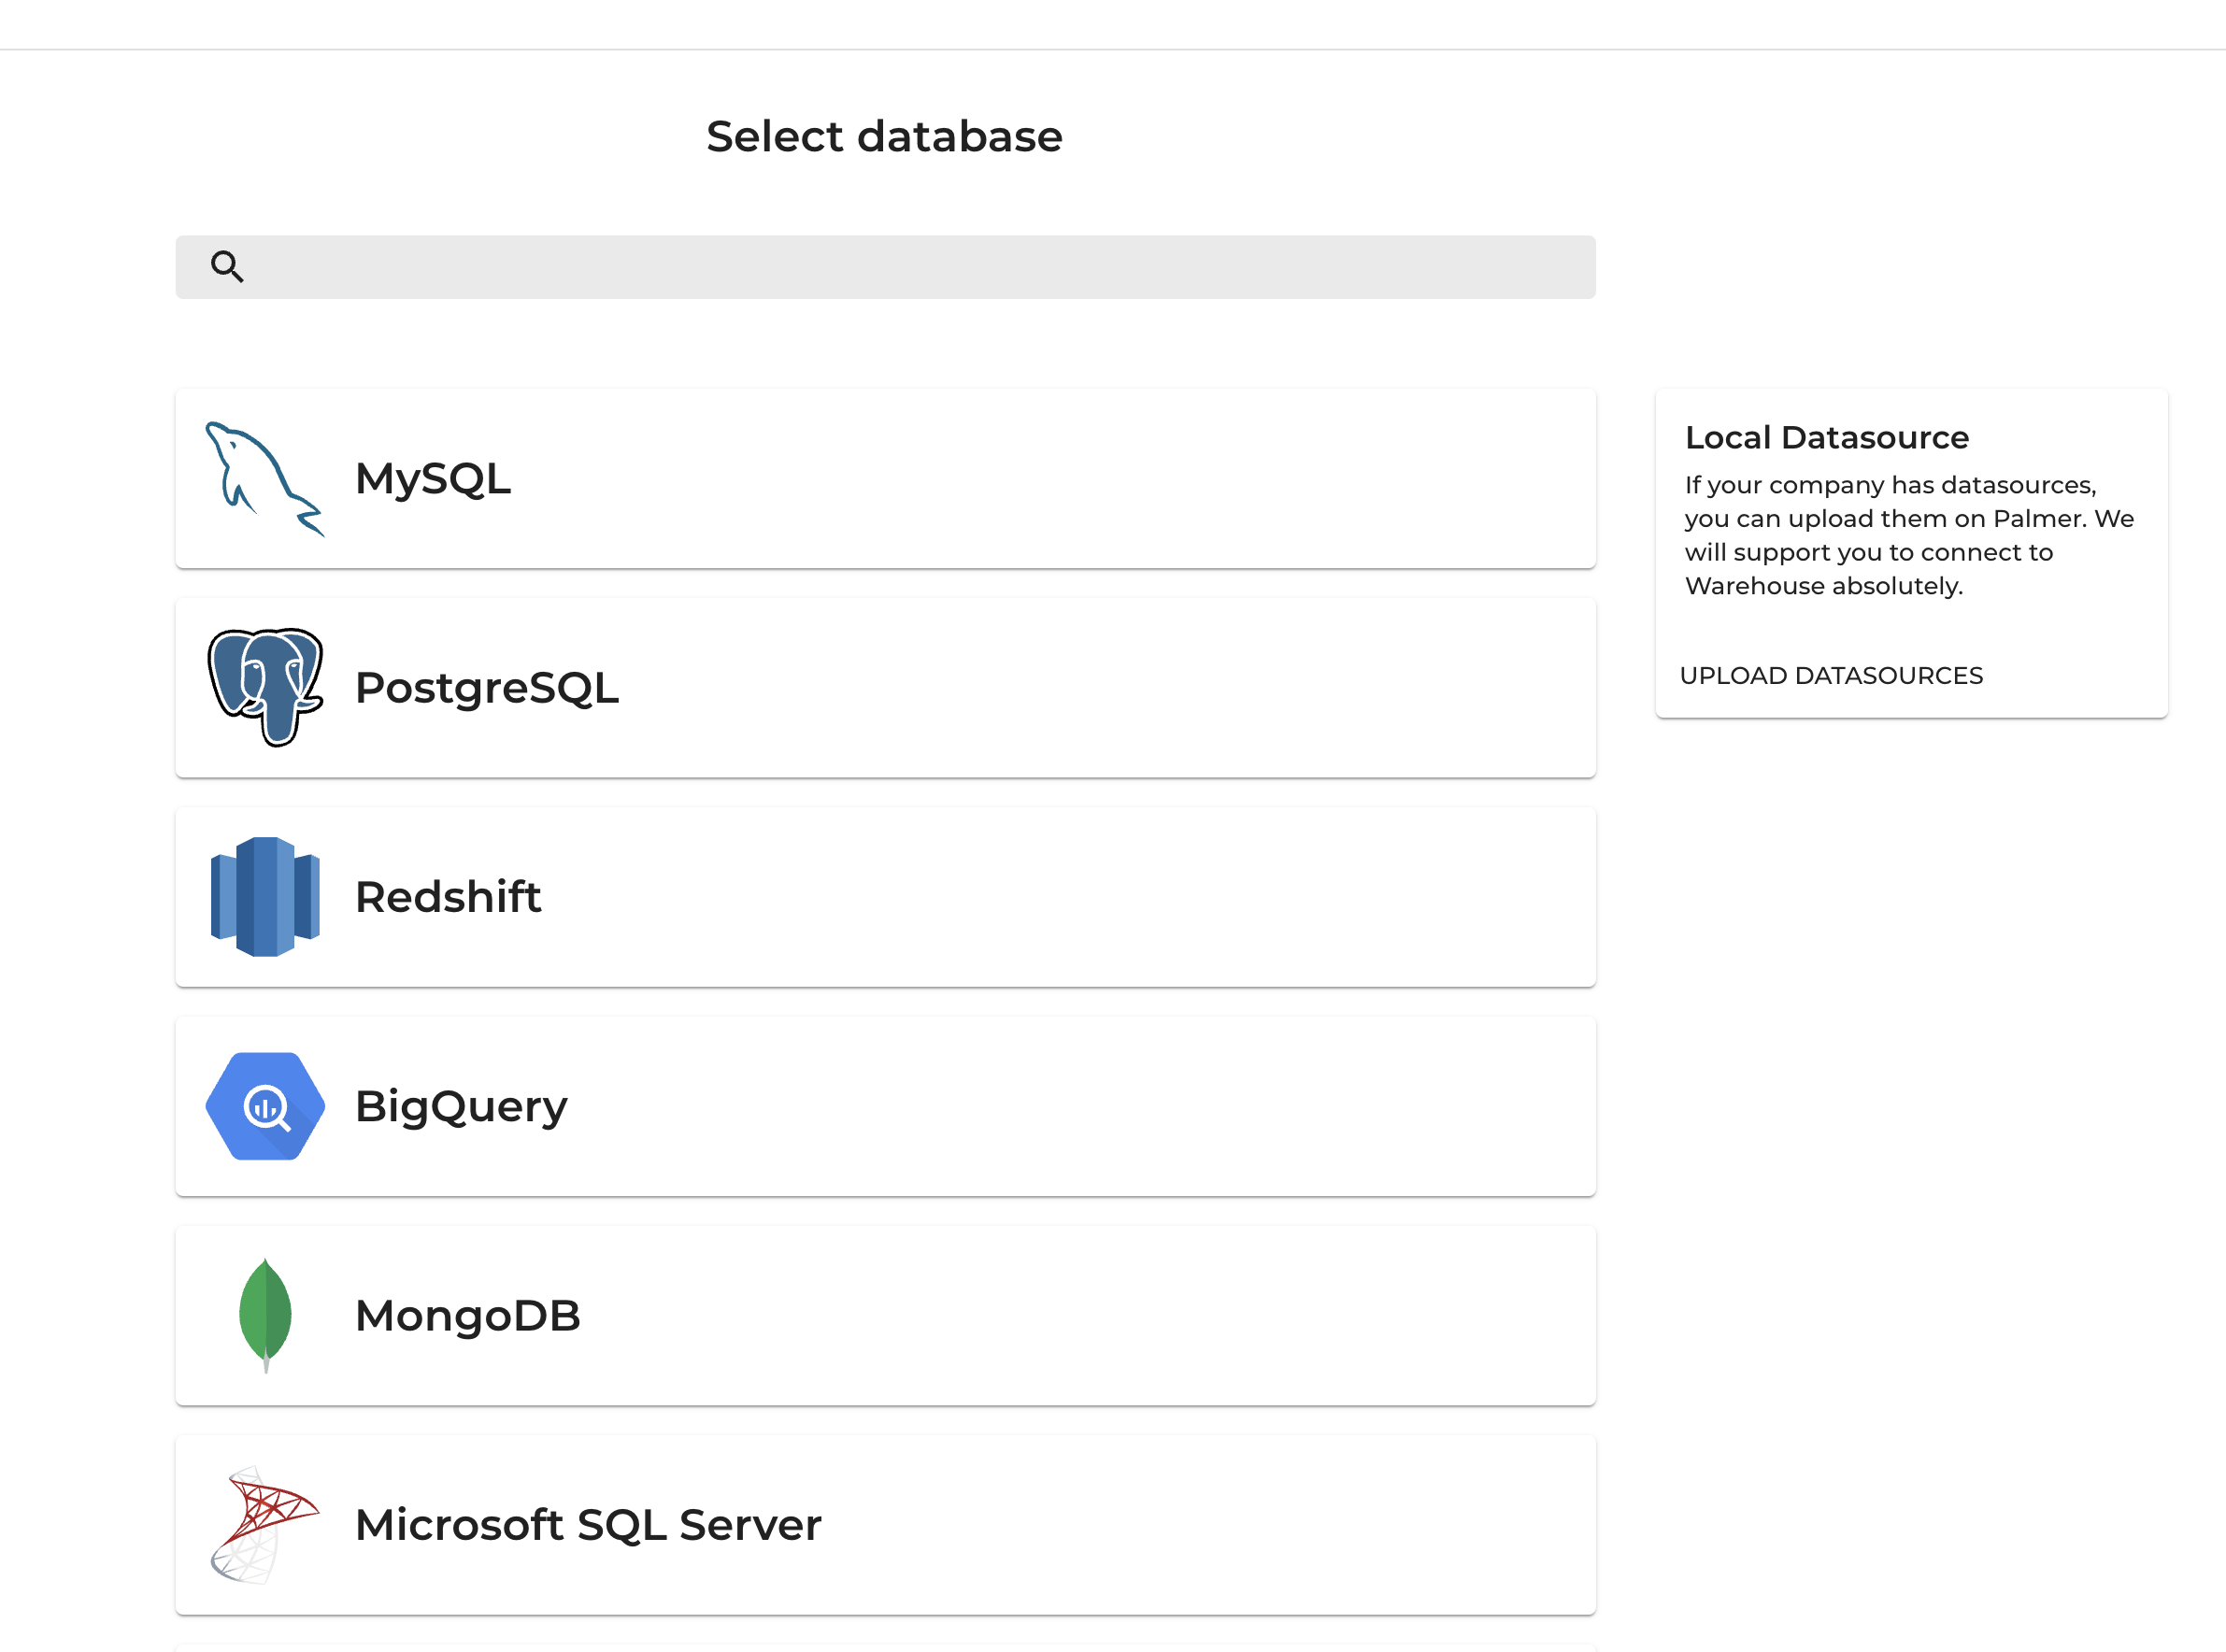 Select database
MySQL
PostgreSQL
Redshift
BigQuery
MongoDB
Microsoft SQL Server
Local Datasource
If your company has datasources,
you can upload them on Palmer. We
will support you to connect to
Warehouse absolutely.
UPLOAD DATASOURCES